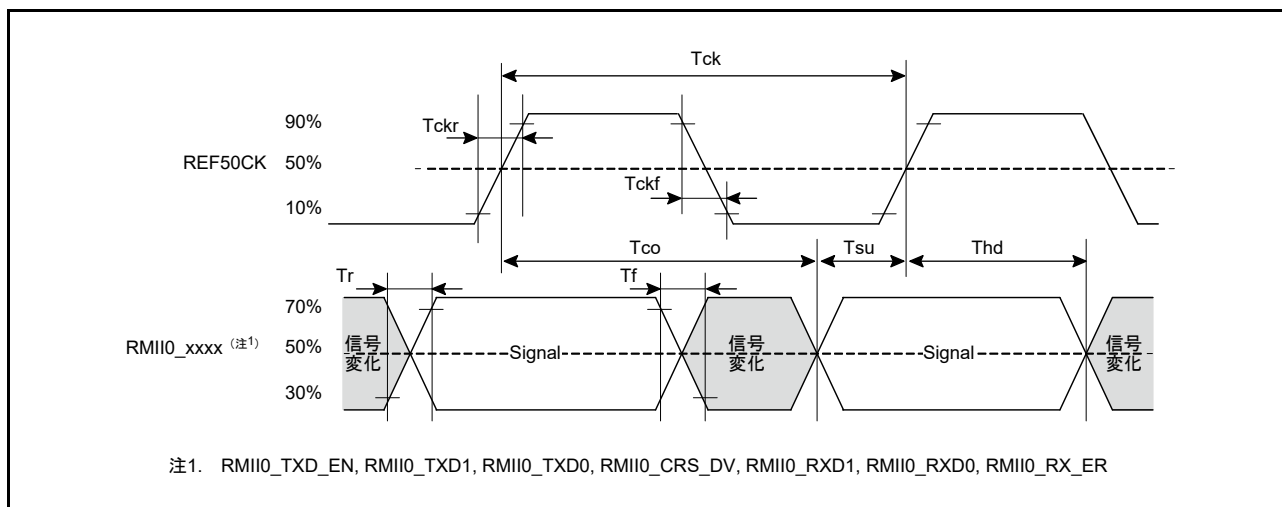 Tck
90%
Tckr
REF50CK 50%
Tckf
10%
Tco Tsu Thd
Tr Tf
70%
信号
変化
RMII0_xxxx (注1) 50%
Signal
信号
変化
Signal
信号
変化
30%
注1. RMII0_TXD_EN, RMII0_TXD1, RMII0_TXD0, RMII0_CRS_DV, RMII0_RXD1, RMII0_RXD0, RMII0_RX_ER